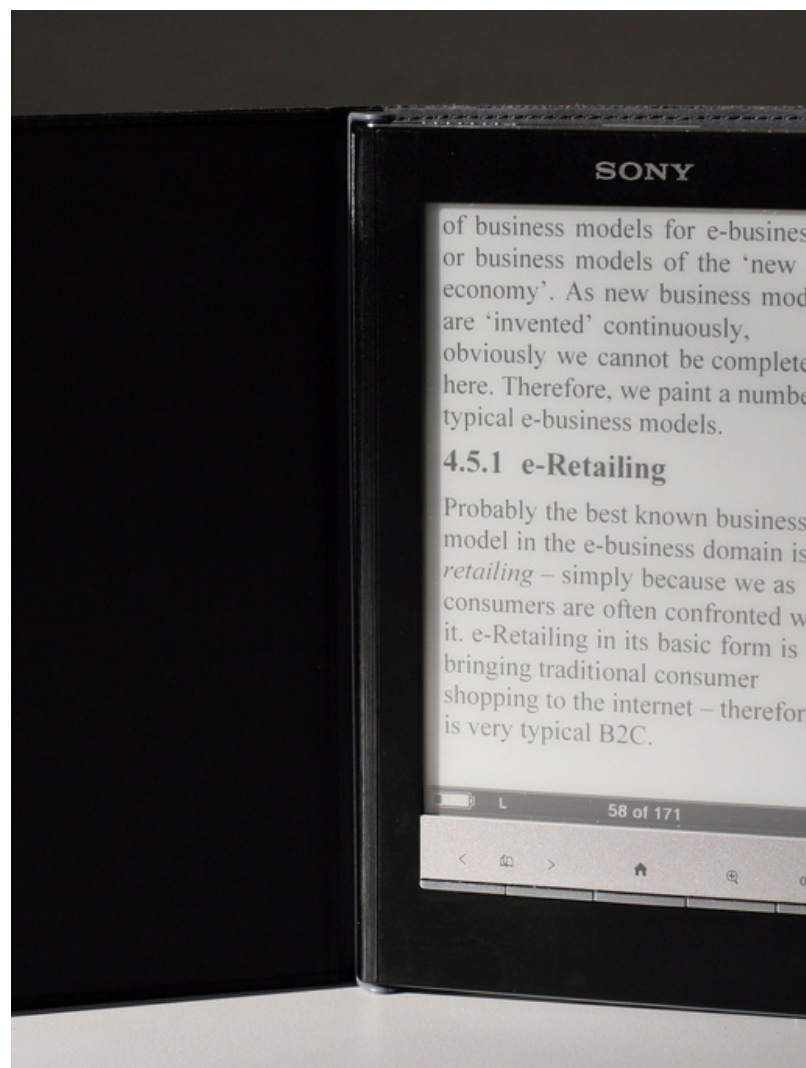 SONY
of business models for e-busines
or business models of the ‘new
economy’. As new business mod
are ‘invented’ continuously,
obviously we cannot be complete
here. Therefore, we paint a numbe
typical e-business models.
4.5.1 e-Retailing
Probably the best known business
model in the e-business domain is
retailing – simply because we as
consumers are often confronted w
it. e-Retailing in its basic form is
bringing traditional consumer
shopping to the internet – therefor
is very typical B2C.
L 58 of 171